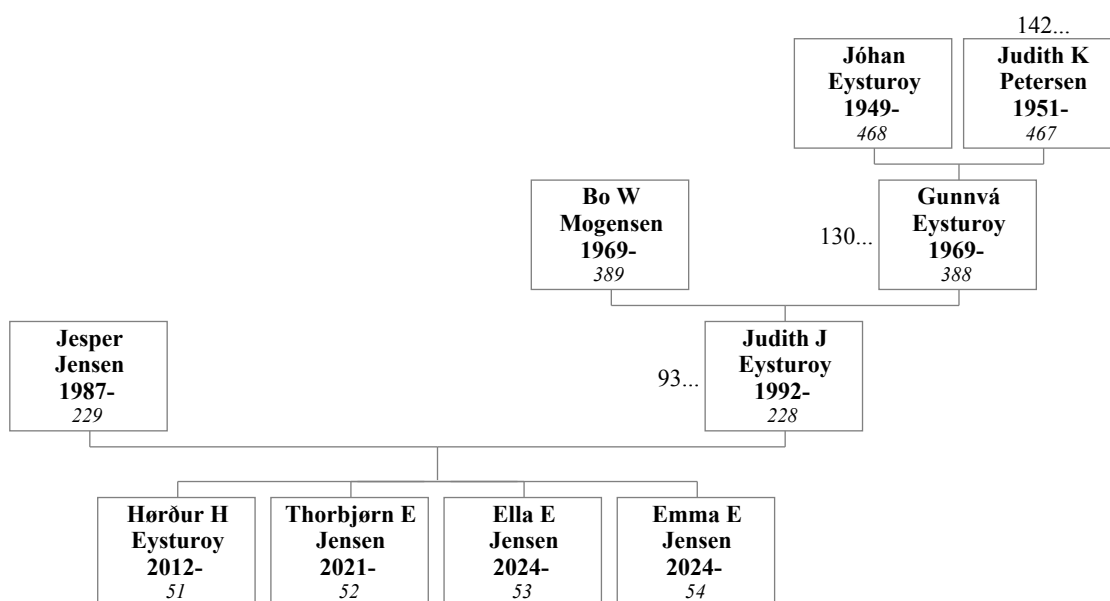 142...
Jóhan
Eysturoy
1949-
468
Judith K
Petersen
1951-
467
Bo W
Mogensen
1969-
389
130...
Gunnvá
Eysturoy
1969-
388
Jesper
Jensen
1987-
229
93...
Judith J
Eysturoy
1992-
228
Hørður H
Eysturoy
2012-
51
Thorbjørn E
Jensen
2021-
52
Ella E
Jensen
2024-
53
Emma E
Jensen
2024-
54